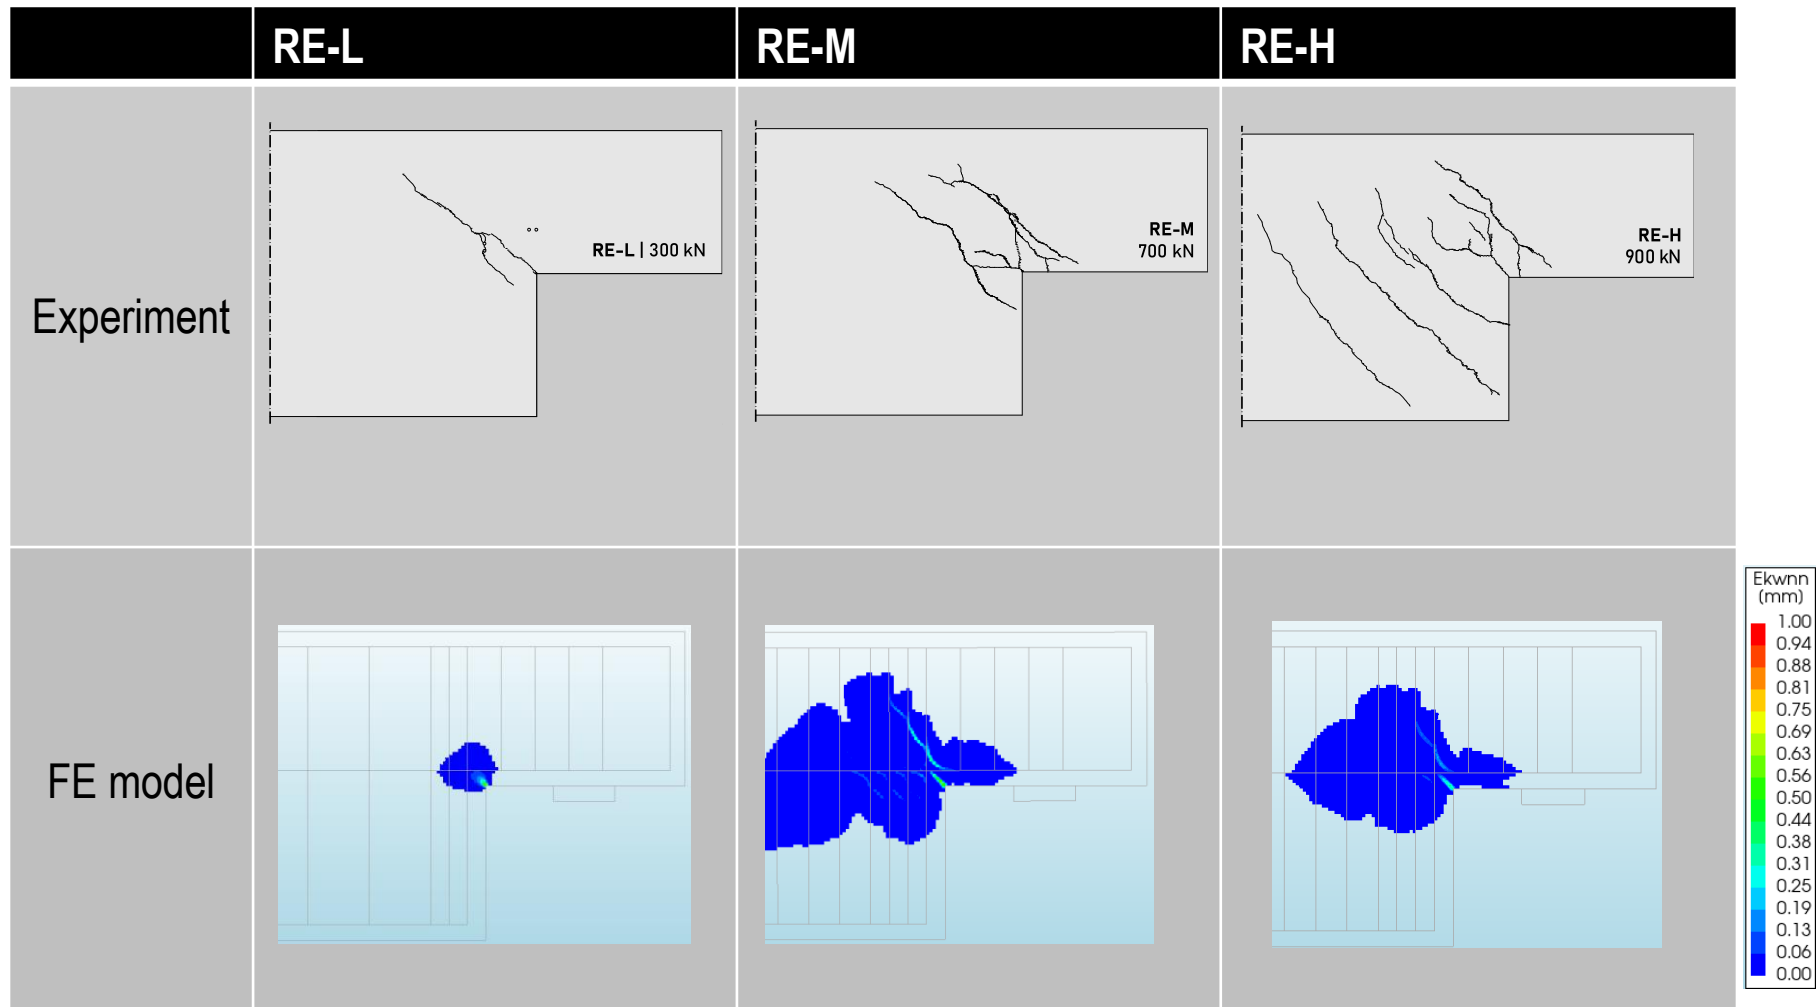 RE-L
RE-M
RE-H
Experiment
RE-L | 300 kN
RE-M
700 kN
RE-H
900 kN
FE model
Ekwnn
(mm)
1.00
0.94
0.88
0.81
0.75
0.69
0.63
0.56
0.50
0.44
0.38
0.31
0.25
0.19
0.13
0.06
0.00